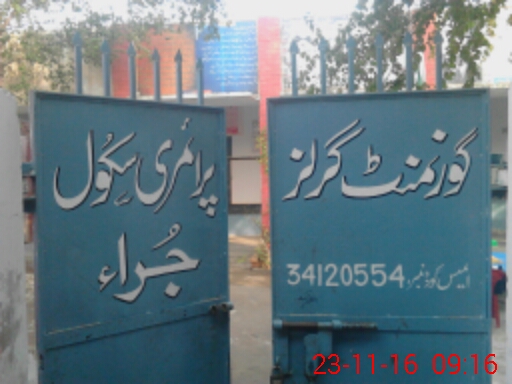 گورنمنٹ گرلز
پرائمری سکول
جُراء
ایمس کوڈ نمبر 34120554
23-11-16 09:16